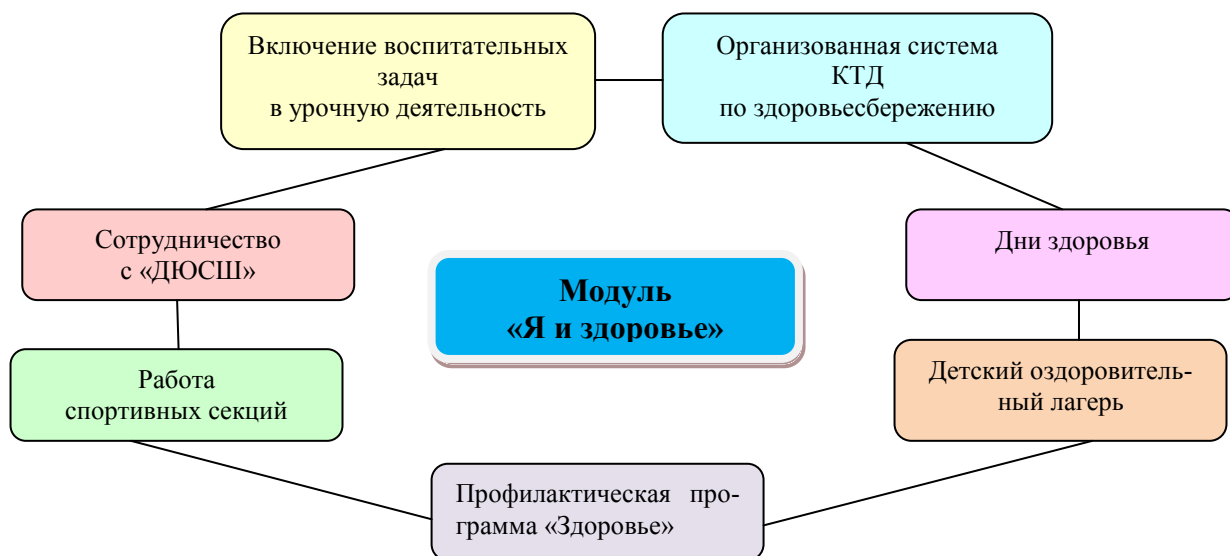 Включение воспитательных
задач
в урочную деятельность
Организованная система
КТД
по здоровьесбережению
Сотрудничество
с «ДЮСШ»
Дни здоровья
Модуль
«Я и здоровье»
Работа
спортивных секций
Детский оздоровитель-
ный лагерь
Профилактическая про-
грамма «Здоровье»